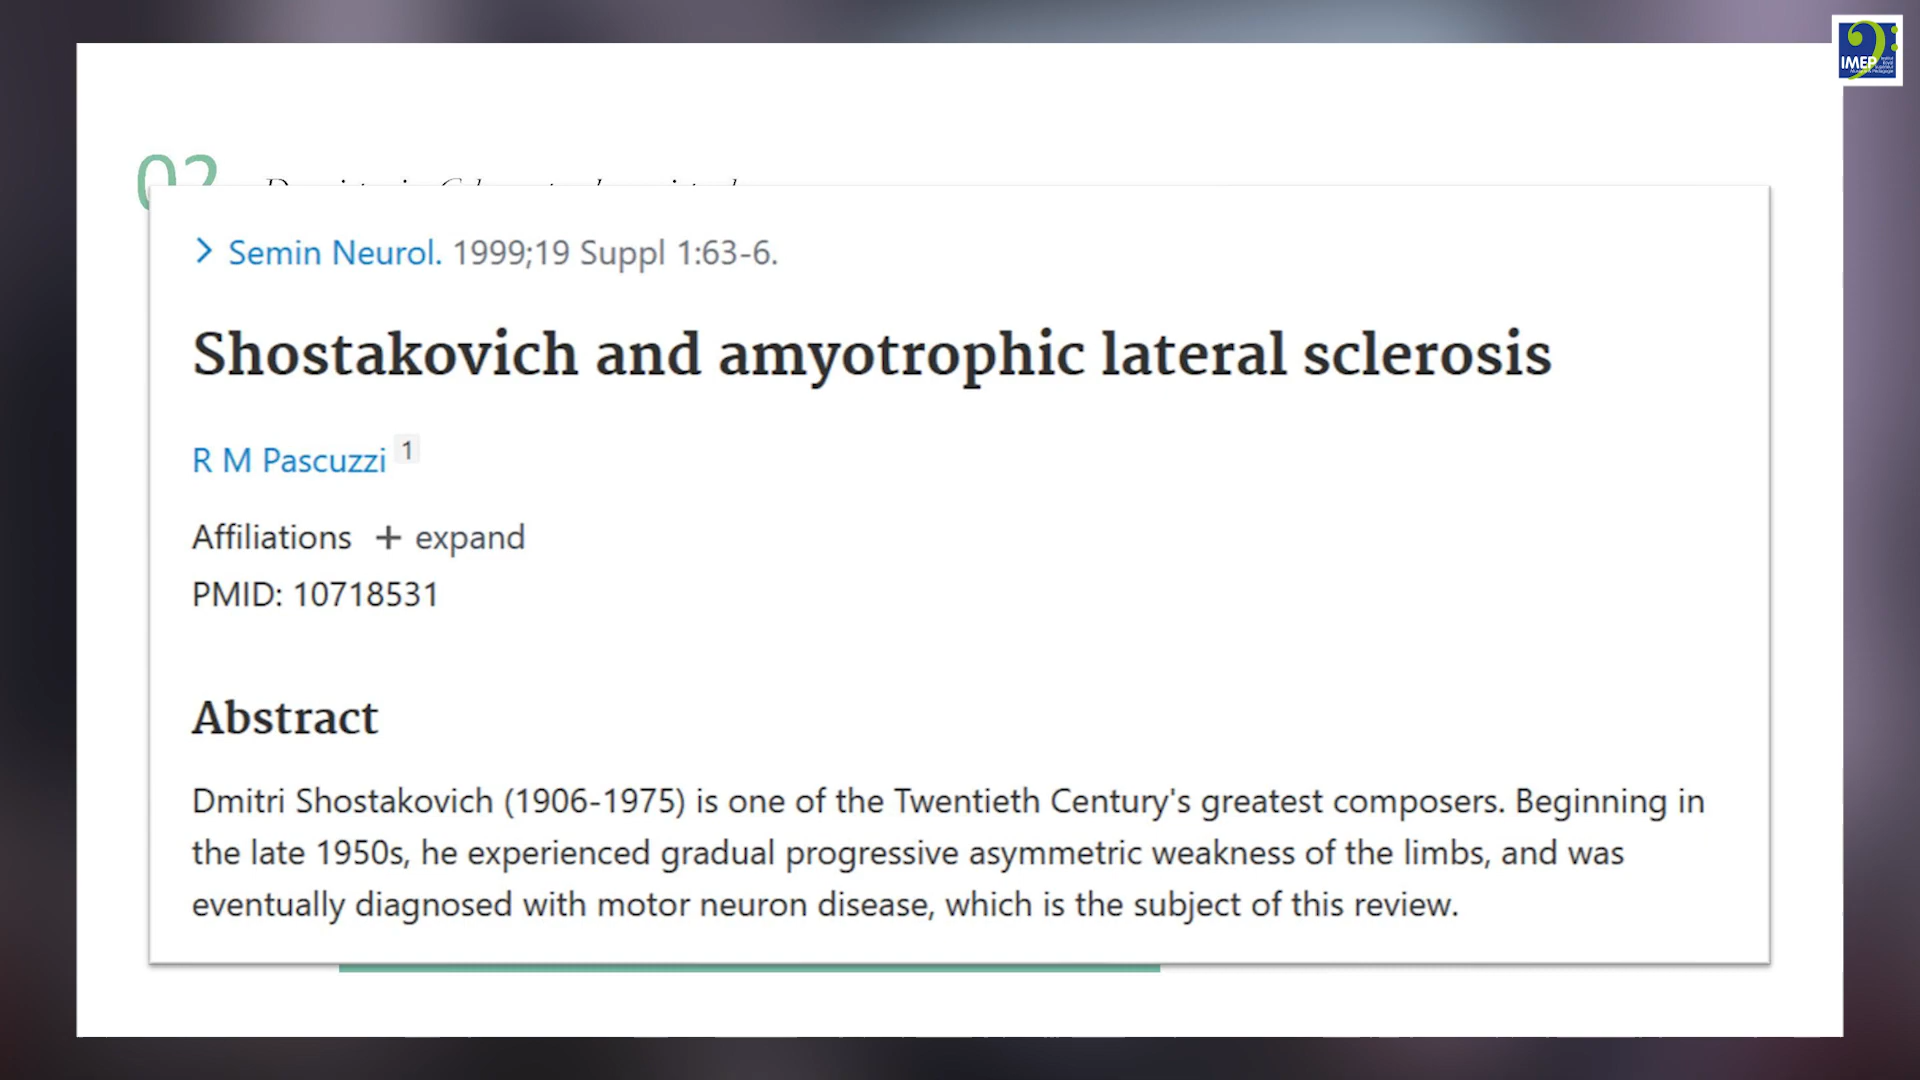 IMEP
02
> Semin Neurol. 1999;19 Suppl 1:63-6.
Shostakovich and amyotrophic lateral sclerosis
R M Pascuzzi 1
Affiliations + expand
PMID: 10718531
Abstract
Dmitri Shostakovich (1906-1975) is one of the Twentieth Century's greatest composers. Beginning in
the late 1950s, he experienced gradual progressive asymmetric weakness of the limbs, and was
eventually diagnosed with motor neuron disease, which is the subject of this review.